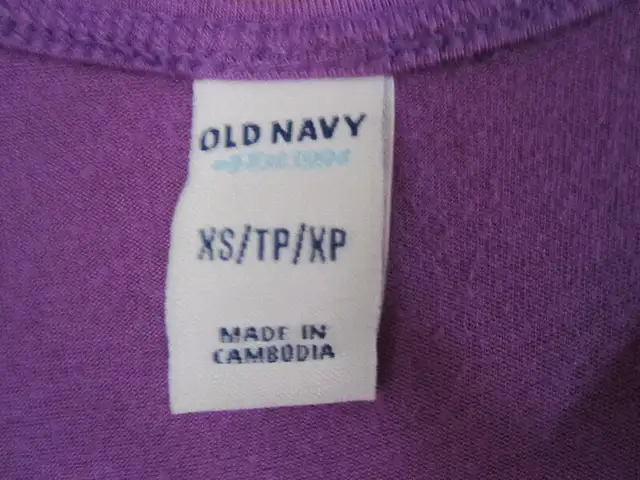 OLD NAVY
XS/TP/XP
MADE IN
CAMBODIA